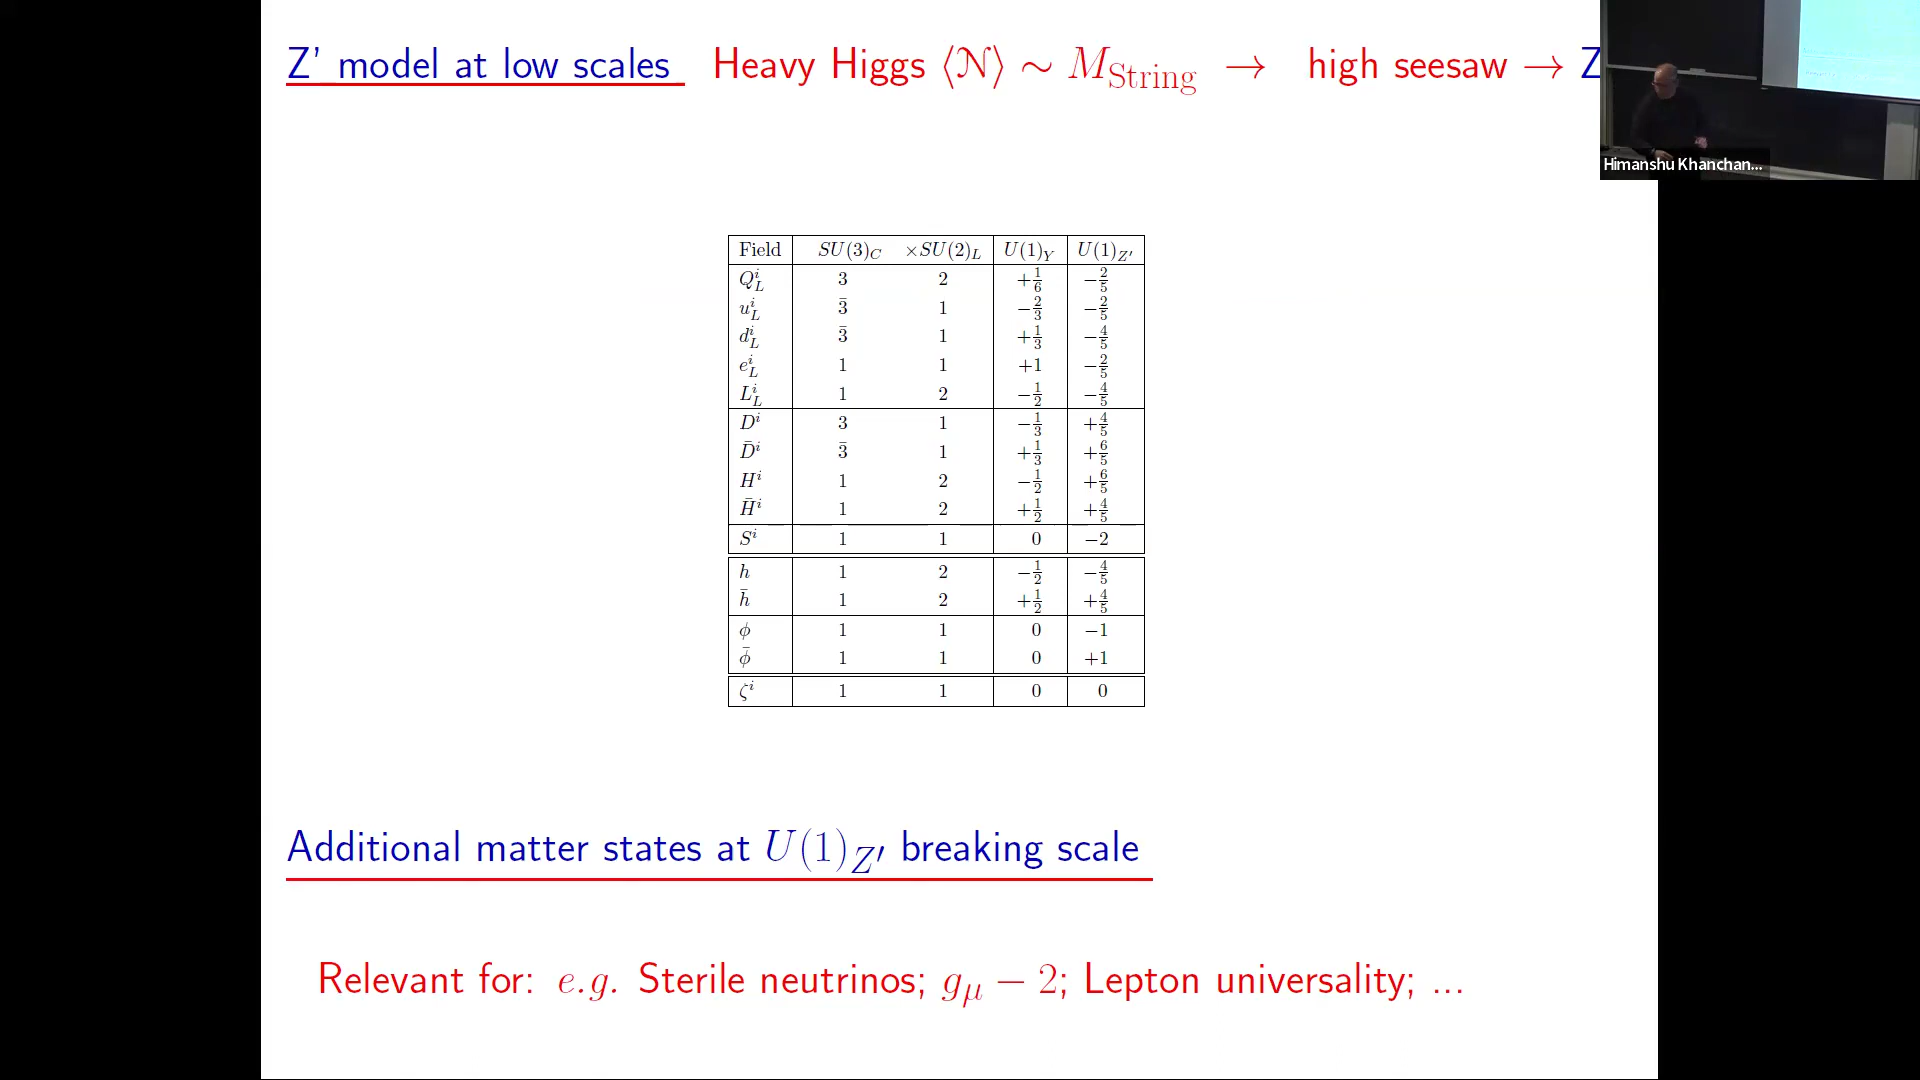 Z' model at low scales Heavy Higgs ⟨N⟩ ∼ M_String → high seesaw → Z
Himanshu Khanchan...
Field SU(3)_C ×SU(2)_L U(1)_Y U(1)_Z′
Q_L^i 3 2 +1/6 −2/5
u_L^i 3̄ 1 −2/3 −2/5
d_L^i 3̄ 1 +1/3 −4/5
e_L^i 1 1 +1 −2/5
L_L^i 1 2 −1/2 −4/5
D^i 3 1 −1/3 +4/5
D̄^i 3̄ 1 +1/3 +6/5
H^i 1 2 −1/2 +6/5
H̄^i 1 2 +1/2 +4/5
S^i 1 1 0 −2
h 1 2 −1/2 −4/5
h̄ 1 2 +1/2 +4/5
ϕ 1 1 0 −1
ϕ̄ 1 1 0 +1
ζ^i 1 1 0 0
Additional matter states at U(1)_Z′ breaking scale
Relevant for: e.g. Sterile neutrinos; g_μ − 2; Lepton universality; ...